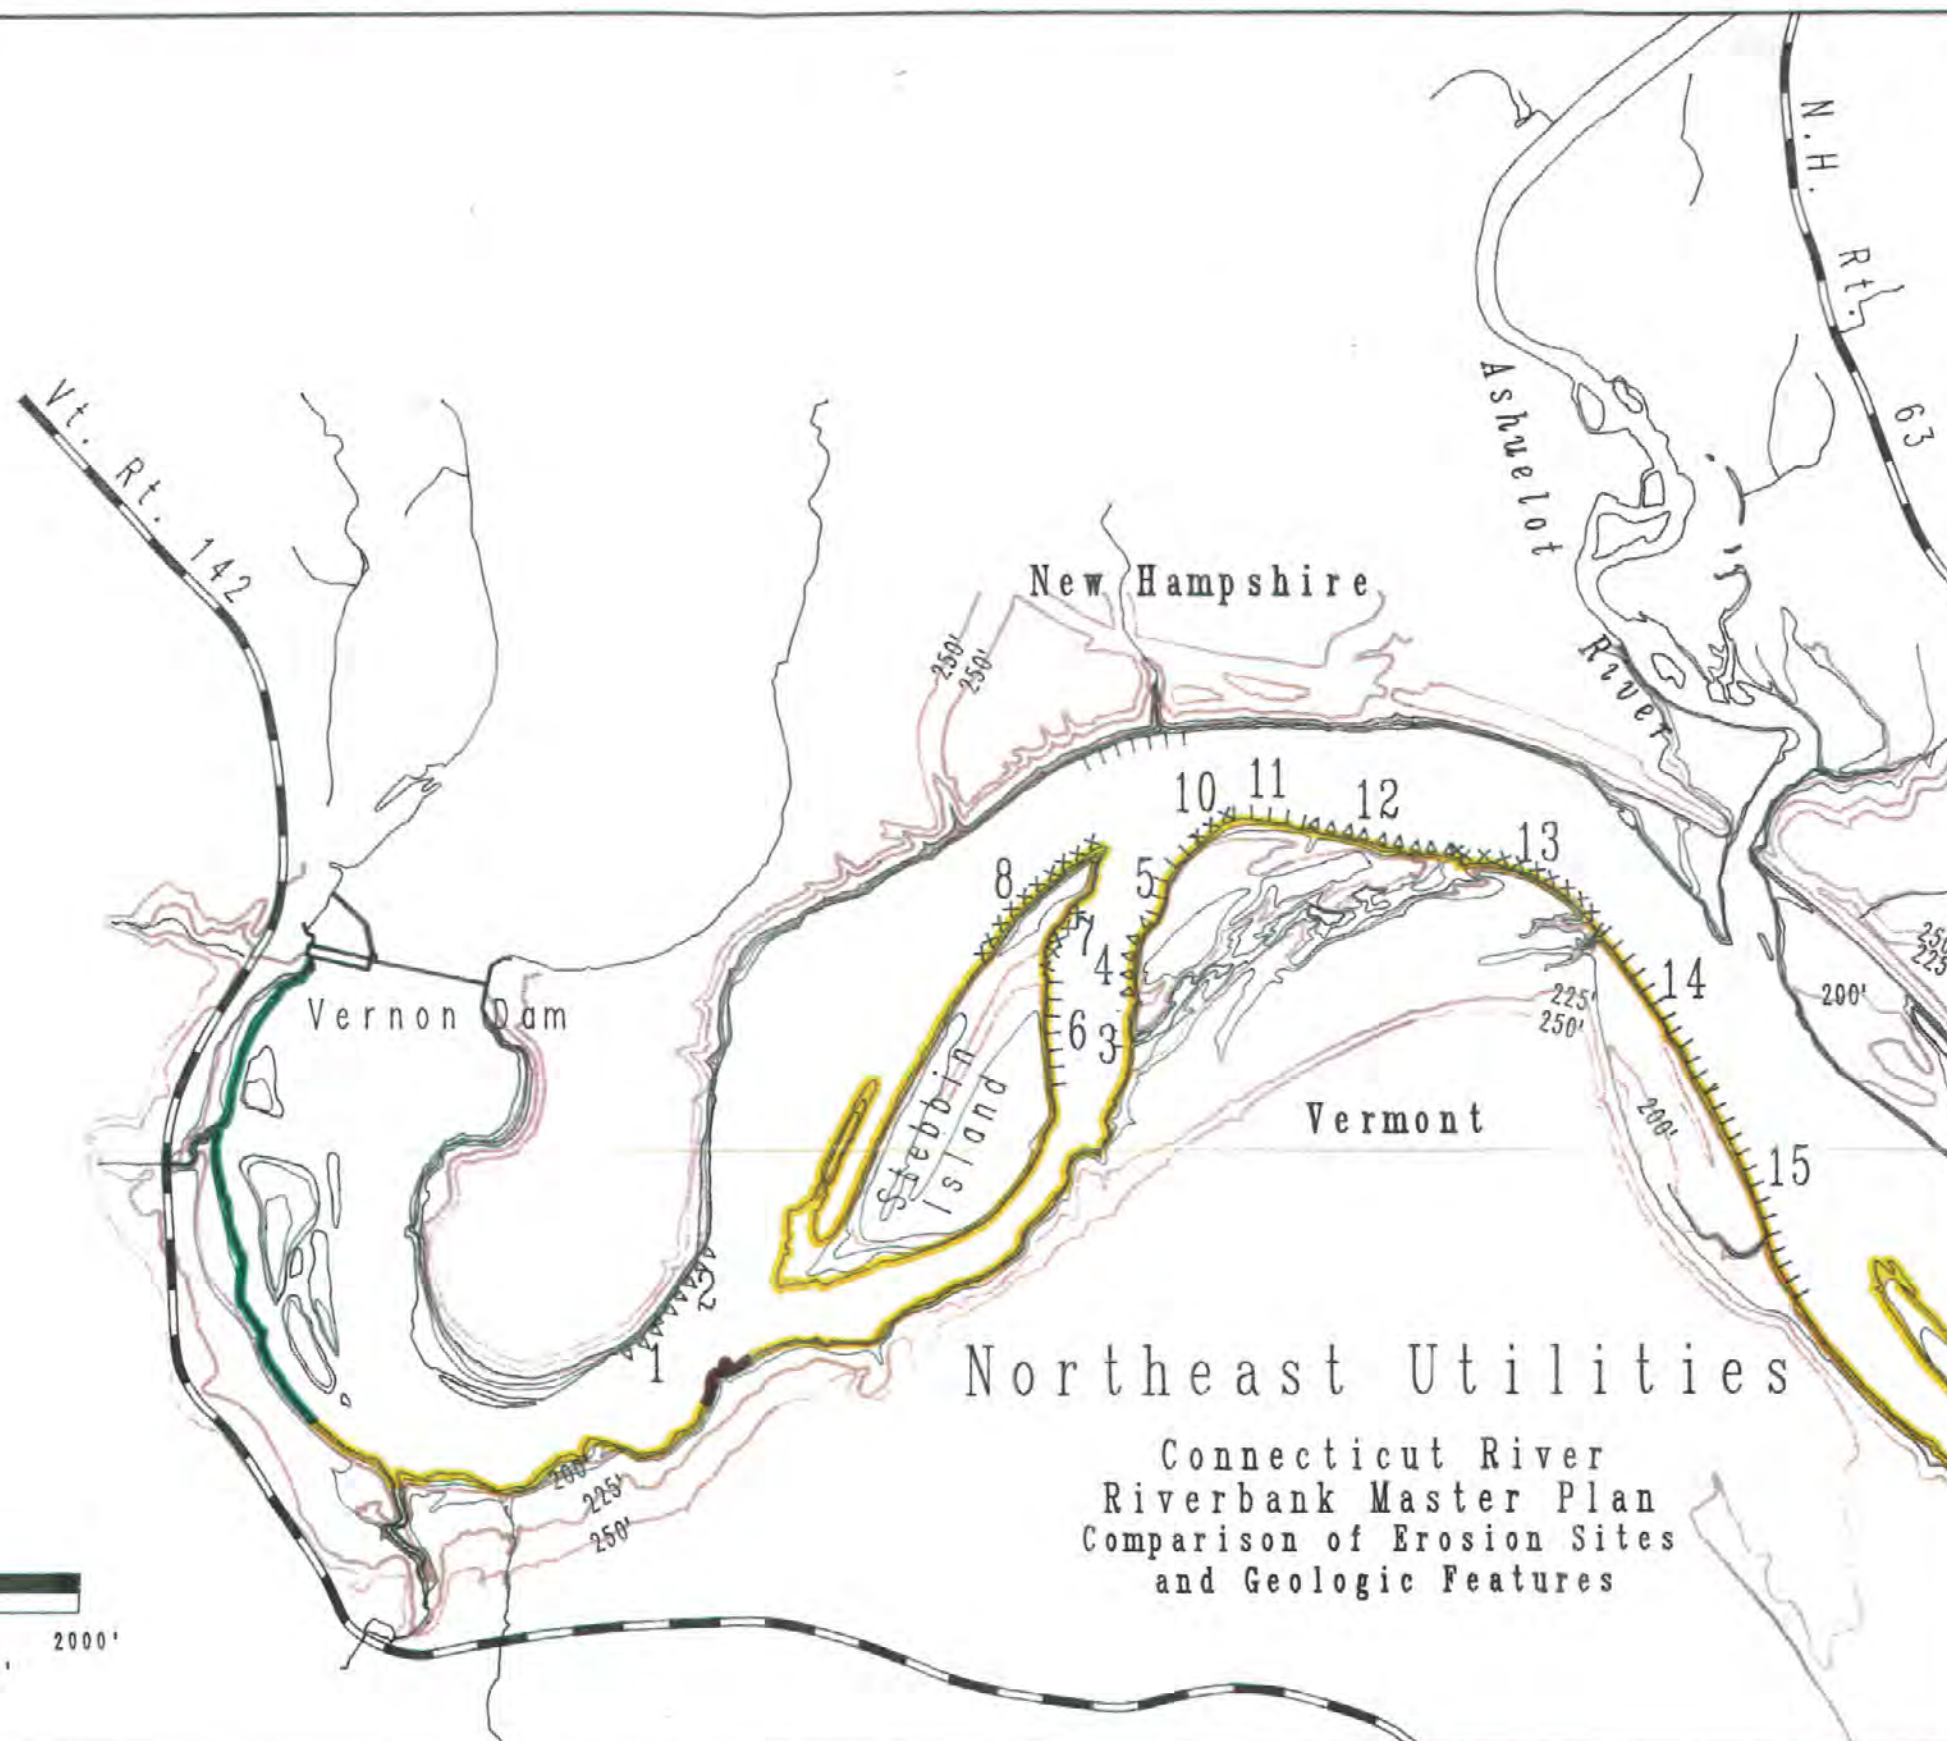 N.H. Rt. 63
Vt. Rt. 142
Ashuelot River
New Hampshire
250'
250'
10 11 12
13
8
5
7
4
14
6
3
225'
250'
200'
Vernon Dam
Stebbin
Island
Vermont
200'
15
2
1
Northeast Utilities
Connecticut River
Riverbank Master Plan
Comparison of Erosion Sites
and Geologic Features
200'
225'
250'
2000'